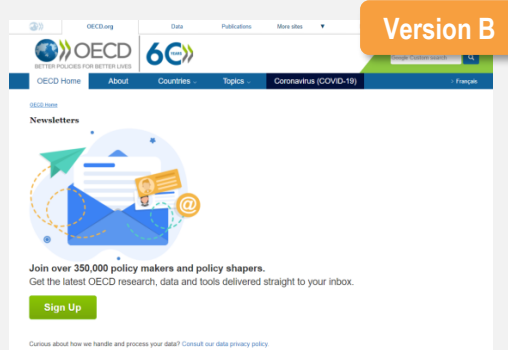 OECD.org Data Publications More sites ▼
Version B
OECD 60 YEARS
BETTER POLICIES FOR BETTER LIVES
Google Custom Search
OECD Home About Countries Topics Coronavirus (COVID-19) Français
OECD Home
Newsletters
@
Join over 350,000 policy makers and policy shapers.
Get the latest OECD research, data and tools delivered straight to your inbox.
Sign Up
Curious about how we handle and process your data? Consult our data privacy policy.